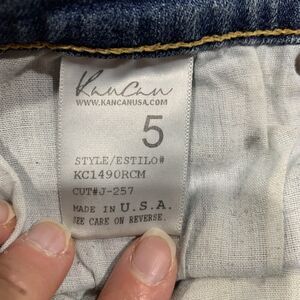 KanCan
WWW.KANCANUSA.COM
5
STYLE/ESTILO#
KC1490RCM
CUT#J-257
MADE IN U.S.A.
SEE CARE ON REVERSE.